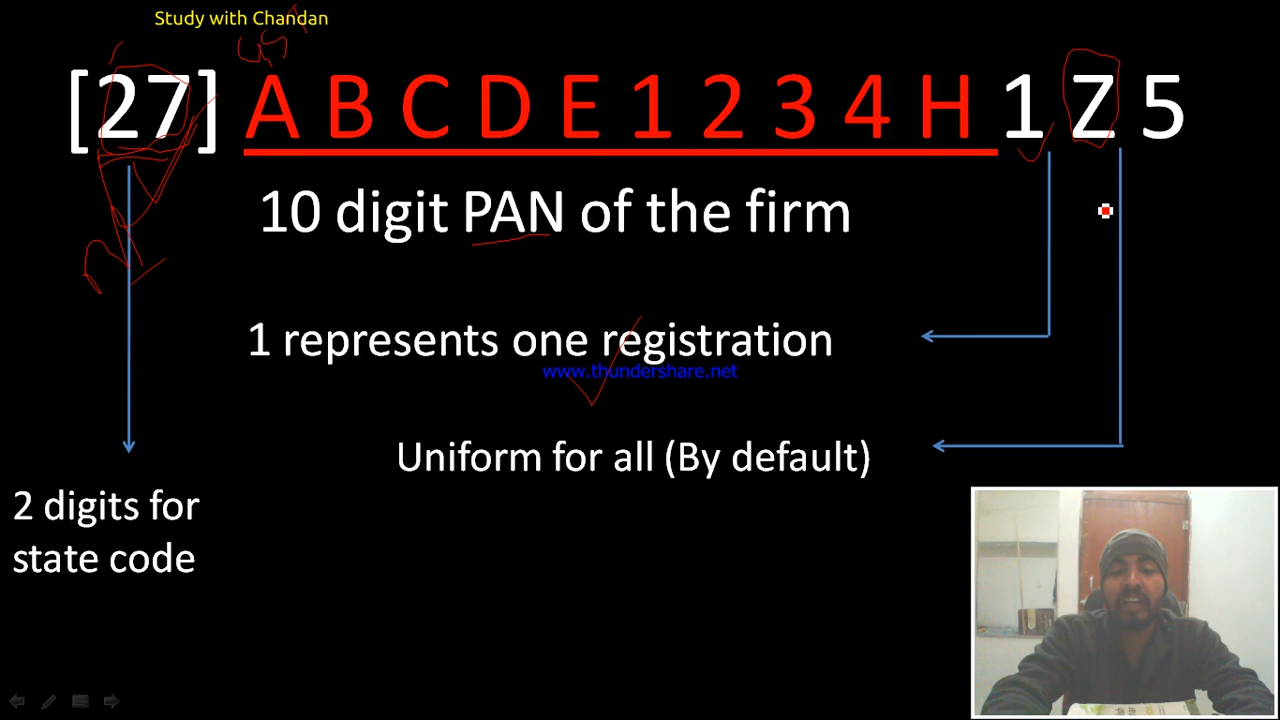 Study with Chandan
[27] A B C D E 1 2 3 4 H 1 Z 5
10 digit PAN of the firm
1 represents one registration
www.thundershare.net
Uniform for all (By default)
2 digits for
state code